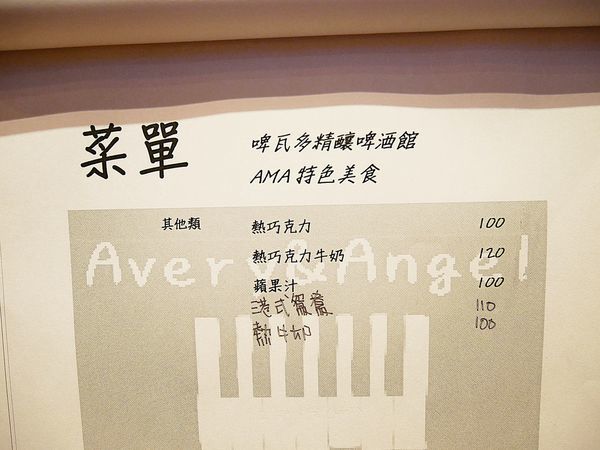 菜單
啤瓦多精釀啤酒館
AMA 特色美食
其他類 熱巧克力 100
熱巧克力牛奶 120
蘋果汁 100
港式鴛鴦 110
熱牛奶 100
Avery&Angel